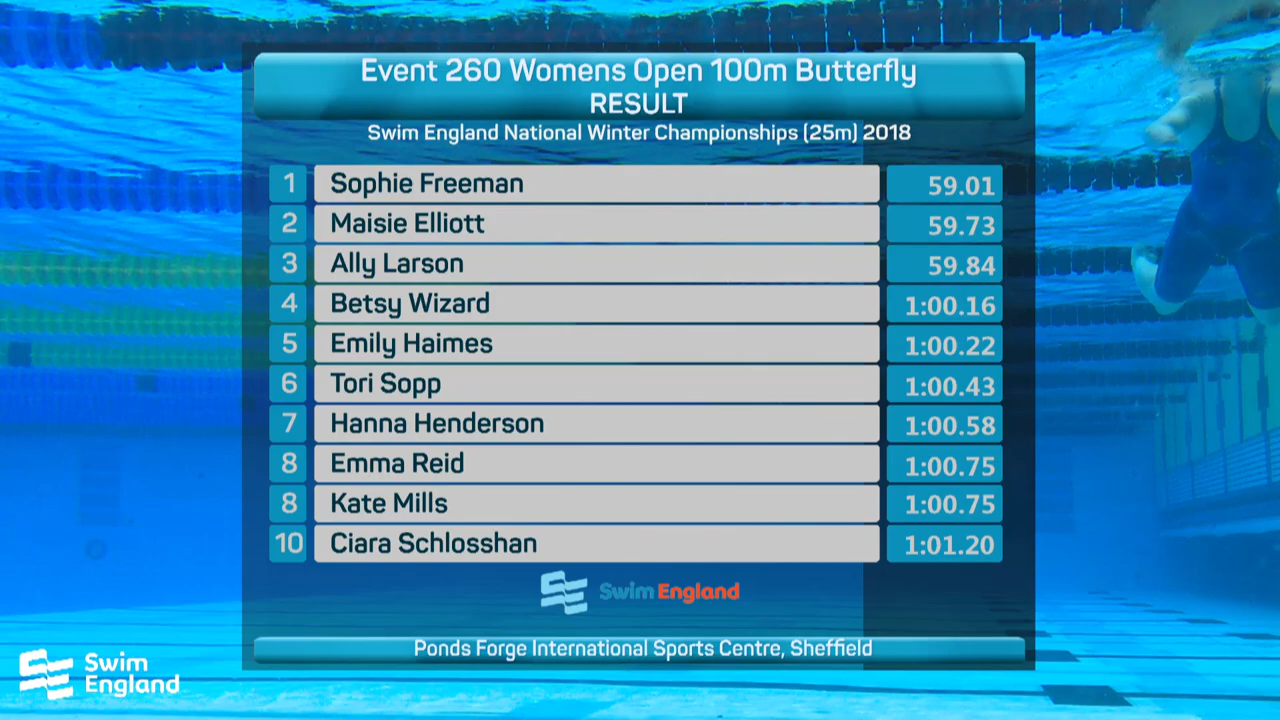 Event 260 Womens Open 100m Butterfly
RESULT
Swim England National Winter Championships (25m) 2018
1 Sophie Freeman 59.01
2 Maisie Elliott 59.73
3 Ally Larson 59.84
4 Betsy Wizard 1:00.16
5 Emily Haimes 1:00.22
6 Tori Sopp 1:00.43
7 Hanna Henderson 1:00.58
8 Emma Reid 1:00.75
8 Kate Mills 1:00.75
10 Ciara Schlosshan 1:01.20
Swim England
Ponds Forge International Sports Centre, Sheffield
Swim
England